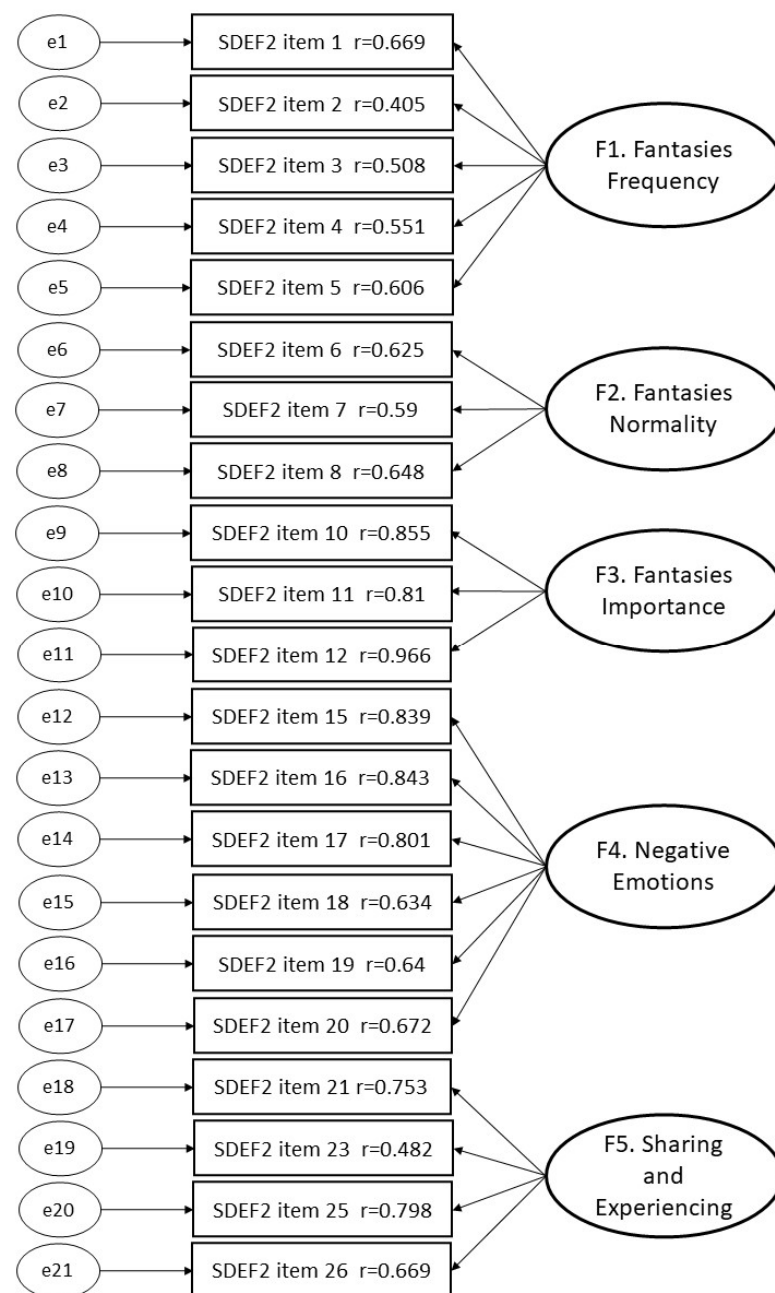 e1
SDEF2 item 1 r=0.669
e2
SDEF2 item 2 r=0.405
e3
SDEF2 item 3 r=0.508
e4
SDEF2 item 4 r=0.551
e5
SDEF2 item 5 r=0.606
F1. Fantasies
Frequency
e6
SDEF2 item 6 r=0.625
e7
SDEF2 item 7 r=0.59
e8
SDEF2 item 8 r=0.648
F2. Fantasies
Normality
e9
SDEF2 item 10 r=0.855
e10
SDEF2 item 11 r=0.81
e11
SDEF2 item 12 r=0.966
F3. Fantasies
Importance
e12
SDEF2 item 15 r=0.839
e13
SDEF2 item 16 r=0.843
e14
SDEF2 item 17 r=0.801
e15
SDEF2 item 18 r=0.634
e16
SDEF2 item 19 r=0.64
e17
SDEF2 item 20 r=0.672
F4. Negative
Emotions
e18
SDEF2 item 21 r=0.753
e19
SDEF2 item 23 r=0.482
e20
SDEF2 item 25 r=0.798
e21
SDEF2 item 26 r=0.669
F5. Sharing
and
Experiencing